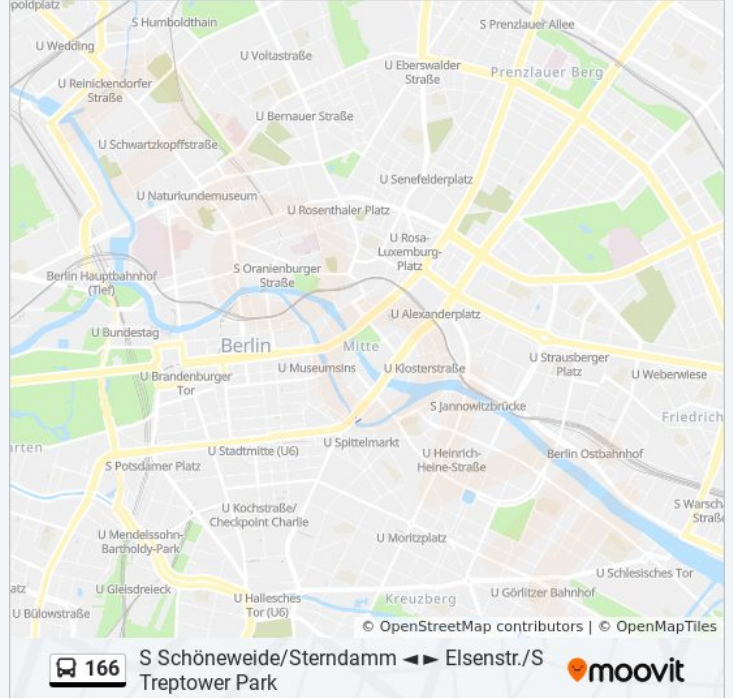 poldplatz
S Humboldthain
S Prenzlauer Allee
U Wedding
U Voltastraße
U Eberswalder
Straße
Prenzlauer Berg
U Reinickendorfer
Straße
U Bernauer Straße
U Schwartzkopffstraße
U Senefelderplatz
U Naturkundemuseum
U Rosenthaler Platz
U Rosa-
Luxemburg-
Platz
S Oranienburger
Straße
Berlin Hauptbahnhof
(Tief)
U Alexanderplatz
U Bundestag
Berlin
Mitte
U Strausberger
Platz
U Museumsins
U Klosterstraße
U Weberwiese
U Brandenburger
Tor
S Jannowitzbrücke
Friedrich
rten
U Spittelmarkt
U Stadtmitte (U6)
U Heinrich-
Heine-Straße
Berlin Ostbahnhof
S Potsdamer Platz
S Warsch
Straße
U Kochstraße/
Checkpoint Charlie
U Mendelssohn-
Bartholdy-Park
U Moritzplatz
U Schlesisches Tor
atz
U Gleisdreieck
U Hallesches
Tor (U6)
Kreuzberg
U Görlitzer Bahnhof
U Bülowstraße
© OpenStreetMap contributors | © OpenMapTiles
166
S Schöneweide/Sterndamm ◄ ► Elsenstr./S
Treptower Park
moovit